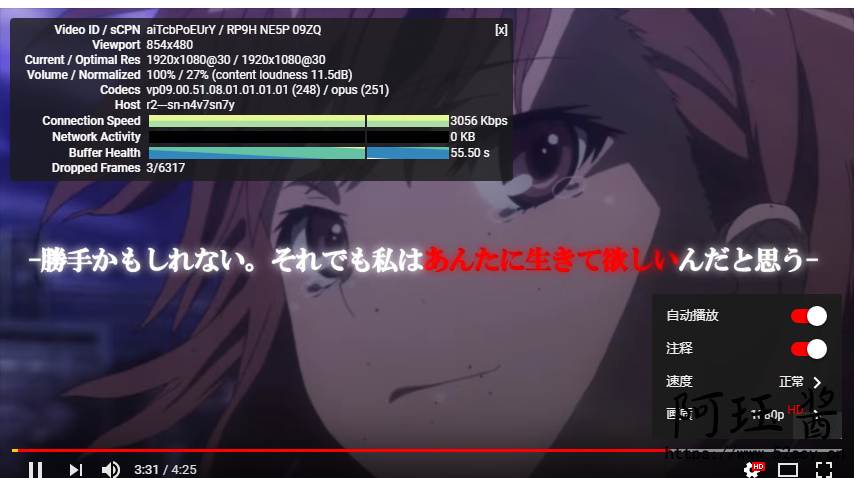 Video ID / sCPN aiTcbPoEUrY / RP9H NE5P 09ZQ [x]
Viewport 854x480
Current / Optimal Res 1920x1080@30 / 1920x1080@30
Volume / Normalized 100% / 27% (content loudness 11.5dB)
Codecs vp09.00.51.08.01.01.01.01 (248) / opus (251)
Host r2---sn-n4v7sn7y
Connection Speed 3056 Kbps
Network Activity 0 KB
Buffer Health 55.50 s
Dropped Frames 3/6317
-勝手かもしれない。それでも私はあんたに生きて欲しいんだと思う-
自动播放
注释
速度 正常
画质 1080p HD
阿珏酱
3:31 / 4:25
HD